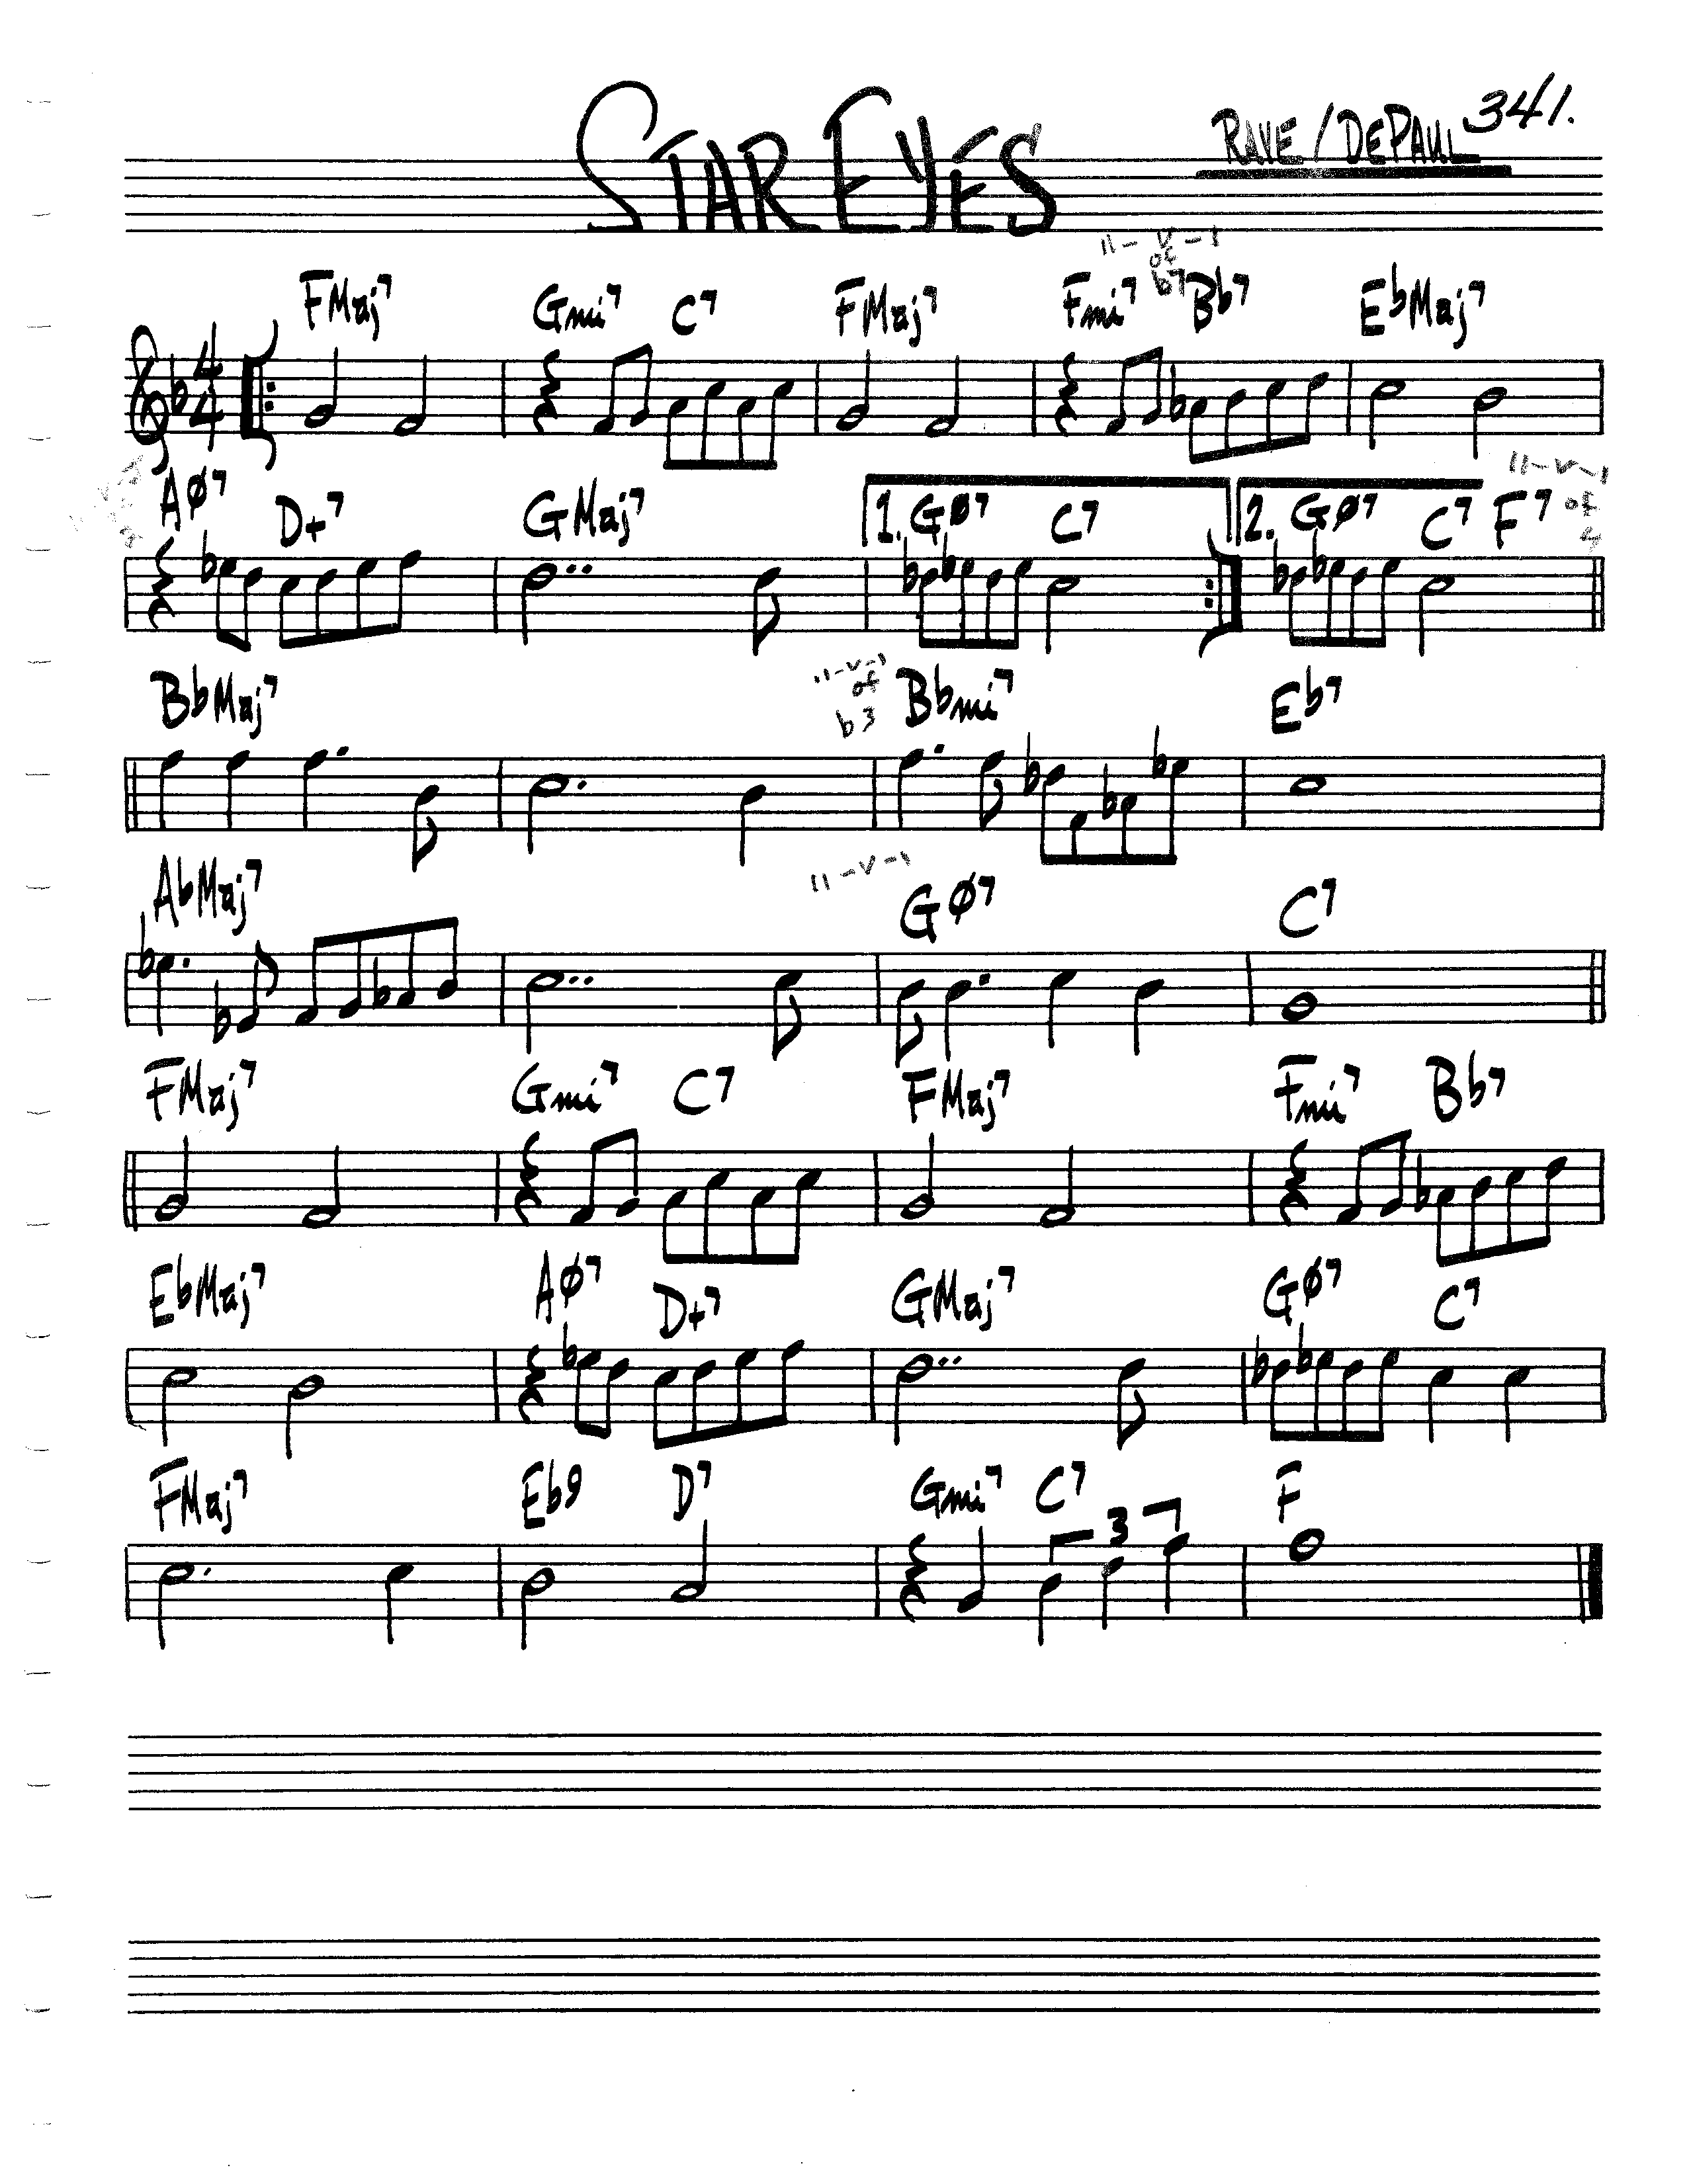 341.
STAR EYES
RAYE / DEPAUL
II - V - I
of
b7
FMaj7 Gmi7 C7 FMaj7 Fmi7 Bb7 EbMaj7
4
4
II-V-I
of
AØ7 D+7 GMaj7 1. GØ7 C7 2. GØ7 C7 F7
II-V-I
of
b3
BbMaj7 Bbmi7 Eb7
II-V-I
AbMaj7 GØ7 C7
FMaj7 Gmi7 C7 FMaj7 Fmi7 Bb7
EbMaj7 AØ7 D+7 GMaj7 GØ7 C7
FMaj7 Eb9 D7 Gmi7 C7 F
3